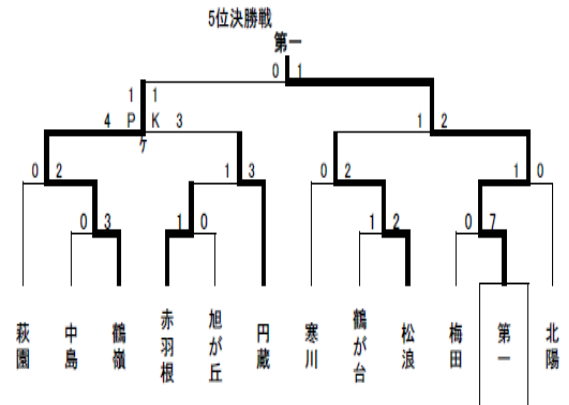 5位決勝戦
第一
0 1
1 1
4 P K 3
ケ
1 2
0 2
1 3
0 2
1 0
0 3
1 0
1 2
0 7
萩園
中島
鶴嶺
赤羽根
旭が丘
円蔵
寒川
鶴が台
松浪
梅田
第一
北陽